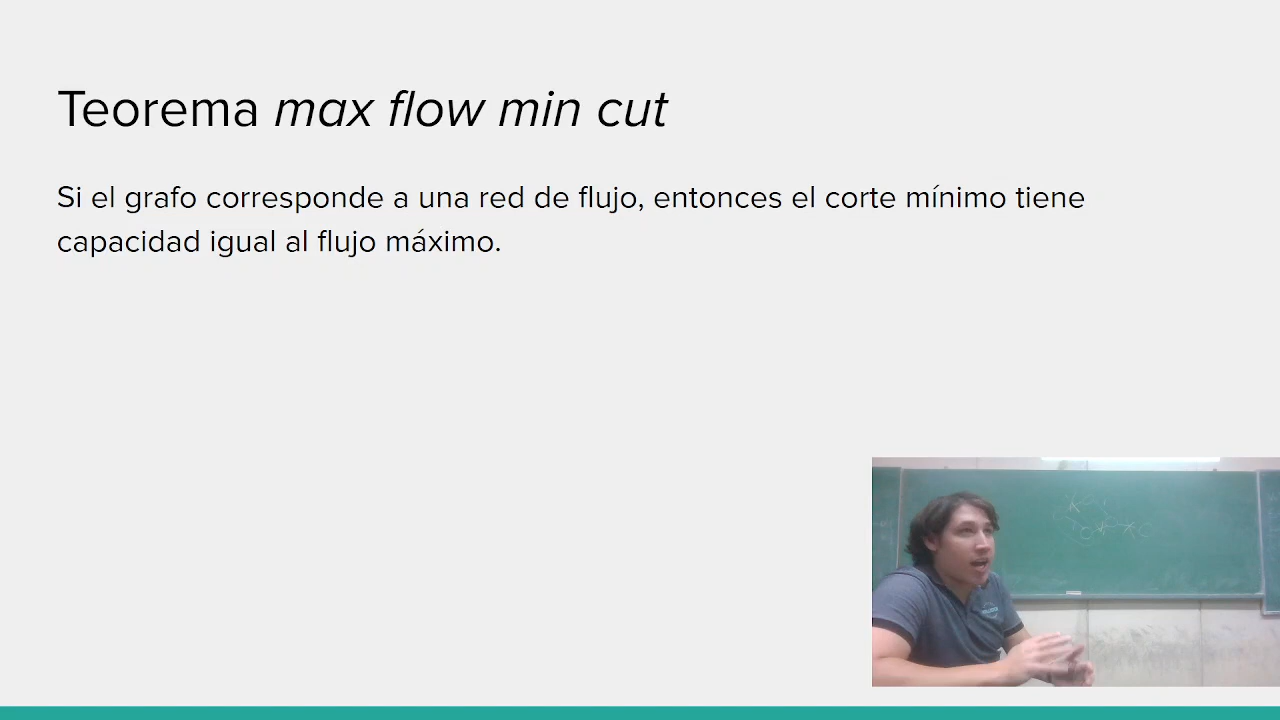 Teorema max flow min cut
Si el grafo corresponde a una red de flujo, entonces el corte mínimo tiene
capacidad igual al flujo máximo.